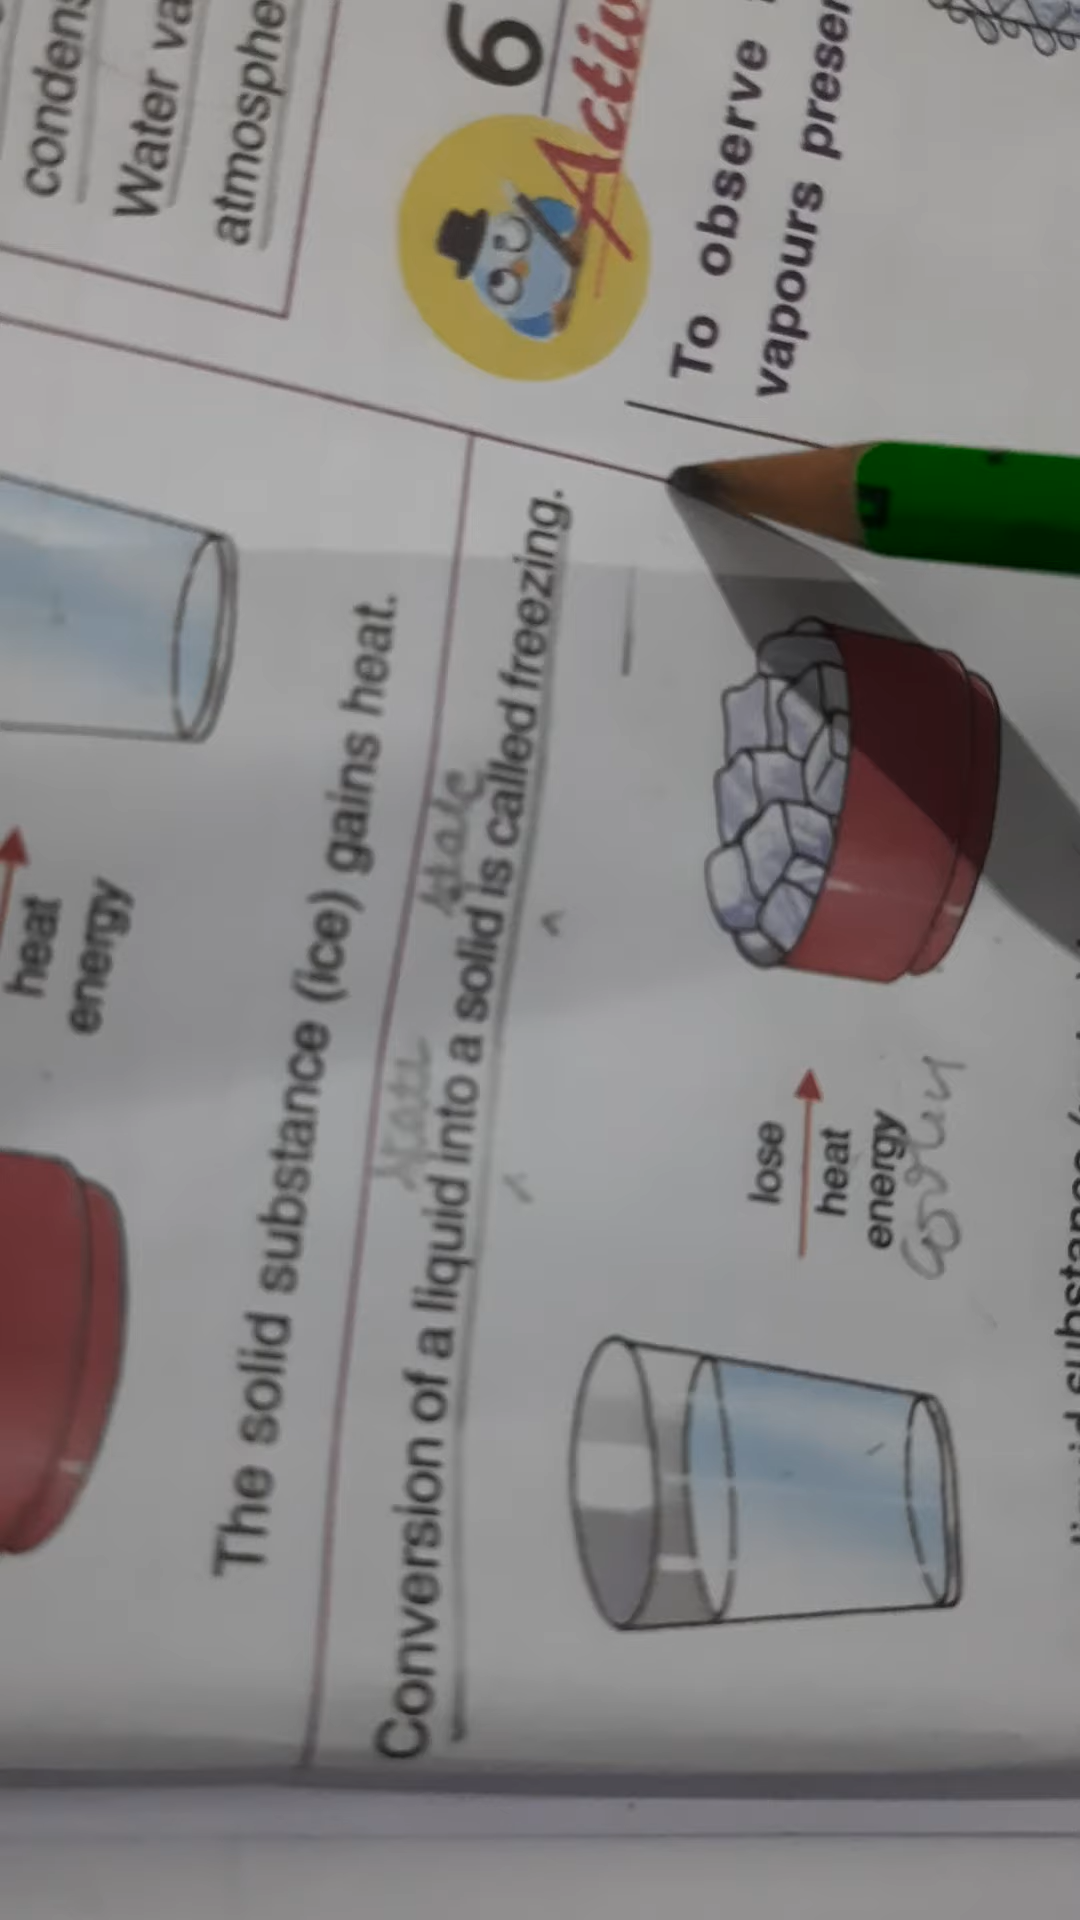 heat
energy
The solid substance (ice) gains heat.
state state
Conversion of a liquid into a solid is called freezing.
lose
heat
energy
condens
Water va
atmosphe
6
Activ
To observe
vapours presen